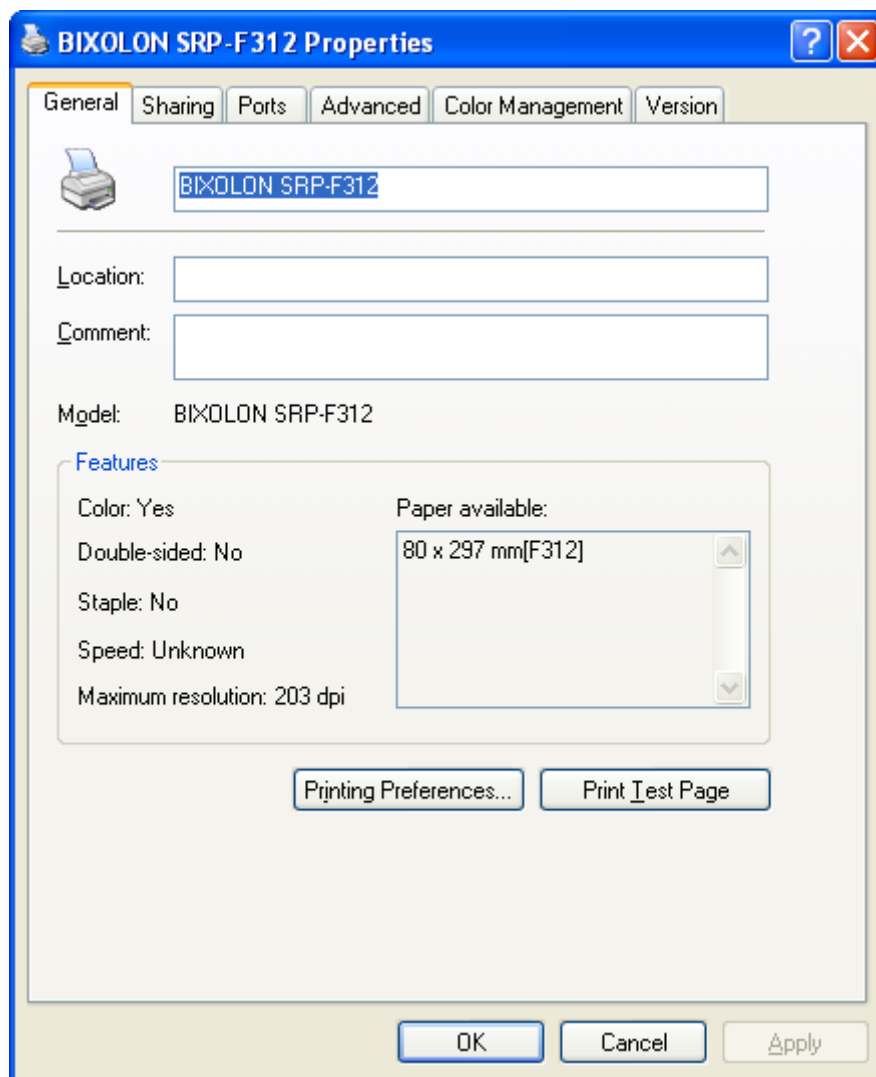 BIXOLON SRP-F312 Properties
General Sharing Ports Advanced Color Management Version
BIXOLON SRP-F312
Location:
Comment:
Model: BIXOLON SRP-F312
Features
Color: Yes Paper available:
Double-sided: No 80 x 297 mm[F312]
Staple: No
Speed: Unknown
Maximum resolution: 203 dpi
Printing Preferences... Print Test Page
OK Cancel Apply